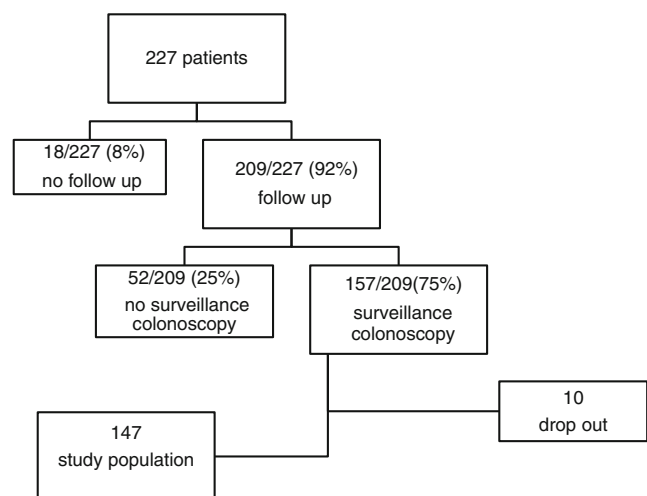 227 patients
18/227 (8%)
no follow up
209/227 (92%)
follow up
52/209 (25%)
no surveillance
colonoscopy
157/209(75%)
surveillance
colonoscopy
10
drop out
147
study population